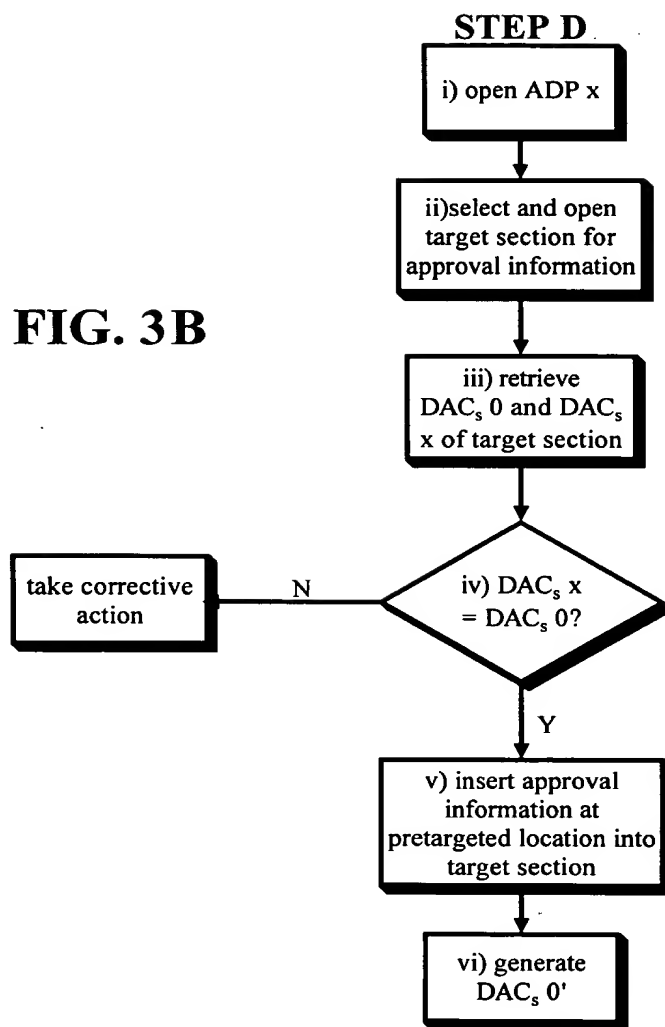 STEP D
i) open ADP x
ii)select and open
target section for
approval information
FIG. 3B
iii) retrieve
DACₛ 0 and DACₛ
x of target section
take corrective
action
N
iv) DACₛ x
= DACₛ 0?
Y
v) insert approval
information at
pretargeted location into
target section
vi) generate
DACₛ 0'